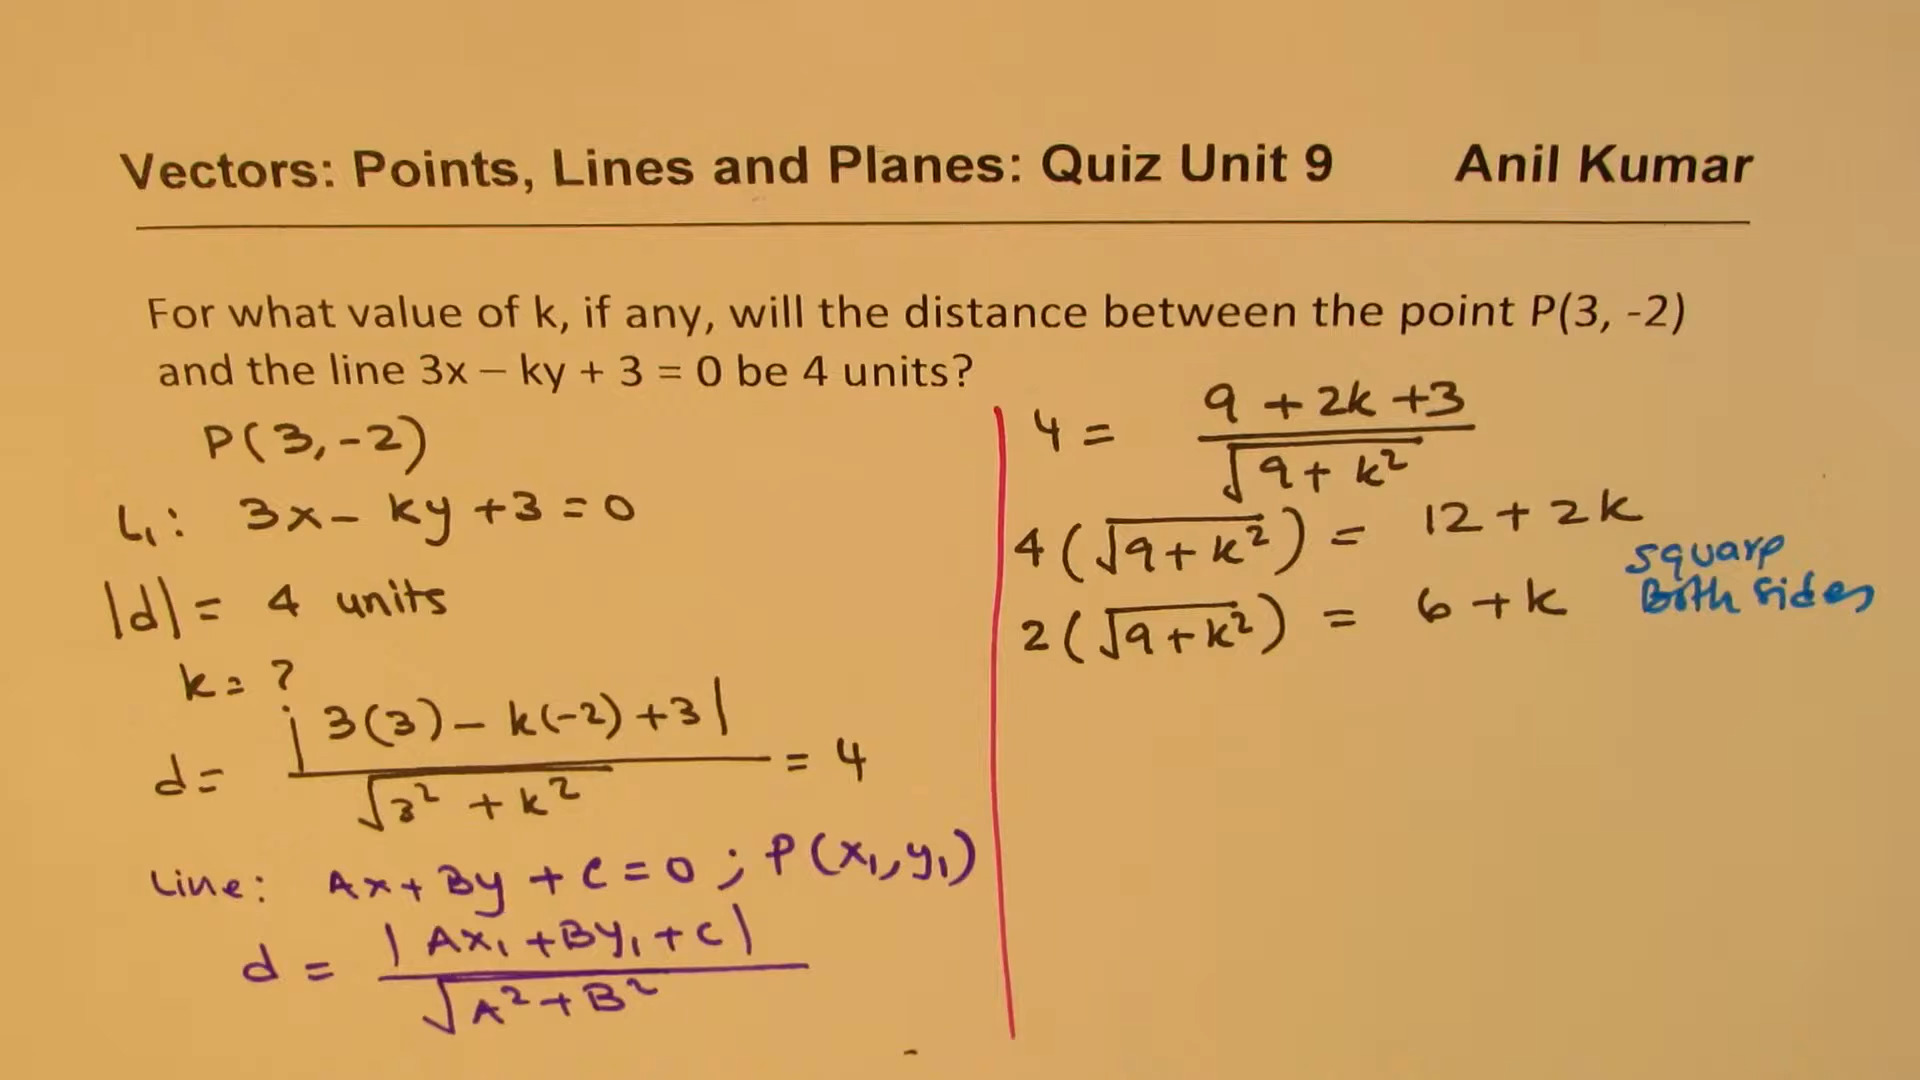 Vectors: Points, Lines and Planes: Quiz Unit 9 Anil Kumar
For what value of k, if any, will the distance between the point P(3, -2)
and the line 3x – ky + 3 = 0 be 4 units?
P(3,-2)
L₁: 3x - ky + 3 = 0
|d| = 4 units
k = ?
d = |3(3) - k(-2) + 3| / √(3² + k²) = 4
Line: Ax + By + C = 0 ; P(x₁, y₁)
d = |Ax₁ + By₁ + C| / √(A² + B²)
4 = (9 + 2k + 3) / √(9 + k²)
4(√(9 + k²)) = 12 + 2k
square
Both sides
2(√(9 + k²)) = 6 + k